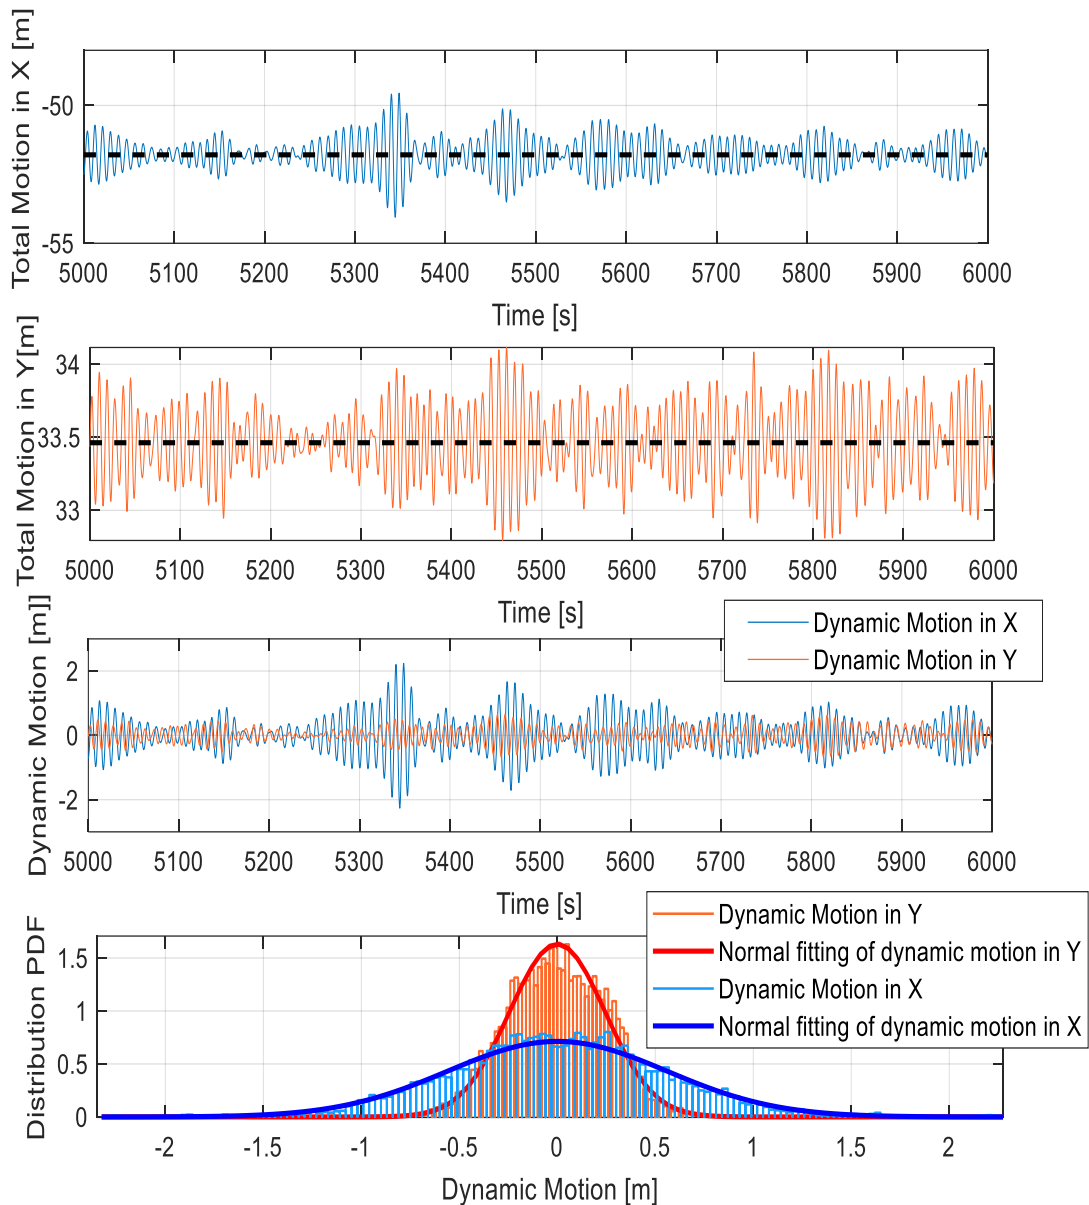 Total Motion in X [m]
-50
-55
5000 5100 5200 5300 5400 5500 5600 5700 5800 5900 6000
Time [s]
Total Motion in Y[m]
34
33.5
33
5000 5100 5200 5300 5400 5500 5600 5700 5800 5900 6000
Time [s]
Dynamic Motion [m]]
Dynamic Motion in X
Dynamic Motion in Y
2
0
-2
5000 5100 5200 5300 5400 5500 5600 5700 5800 5900 6000
Time [s]
Distribution PDF
Dynamic Motion in Y
Normal fitting of dynamic motion in Y
Dynamic Motion in X
Normal fitting of dynamic motion in X
1.5
1
0.5
0
-2 -1.5 -1 -0.5 0 0.5 1 1.5 2
Dynamic Motion [m]